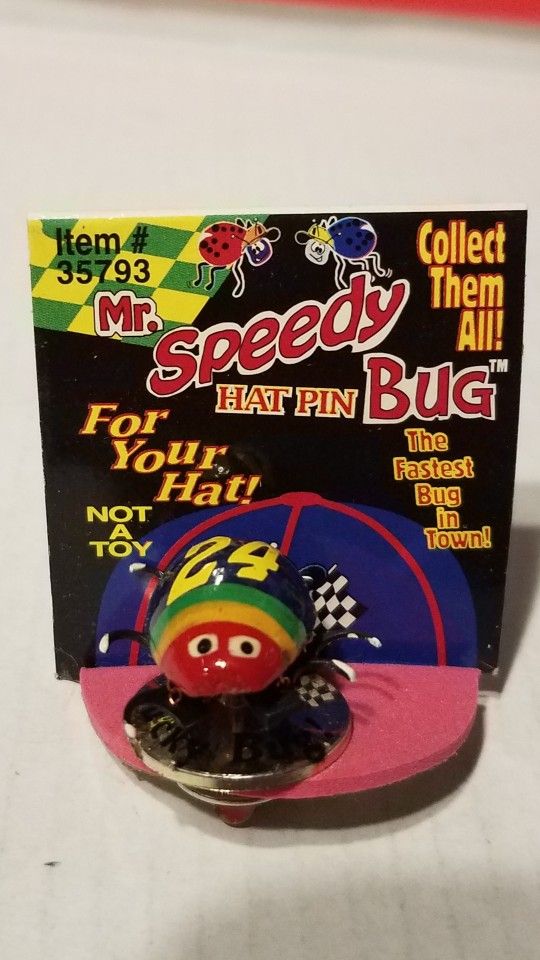 Item #
35793
Collect
Them
All!
Mr.
Speedy
HAT PIN BUG™
For
Your
Hat!
NOT
A
TOY
The
Fastest
Bug
in
Town!
24
Bug